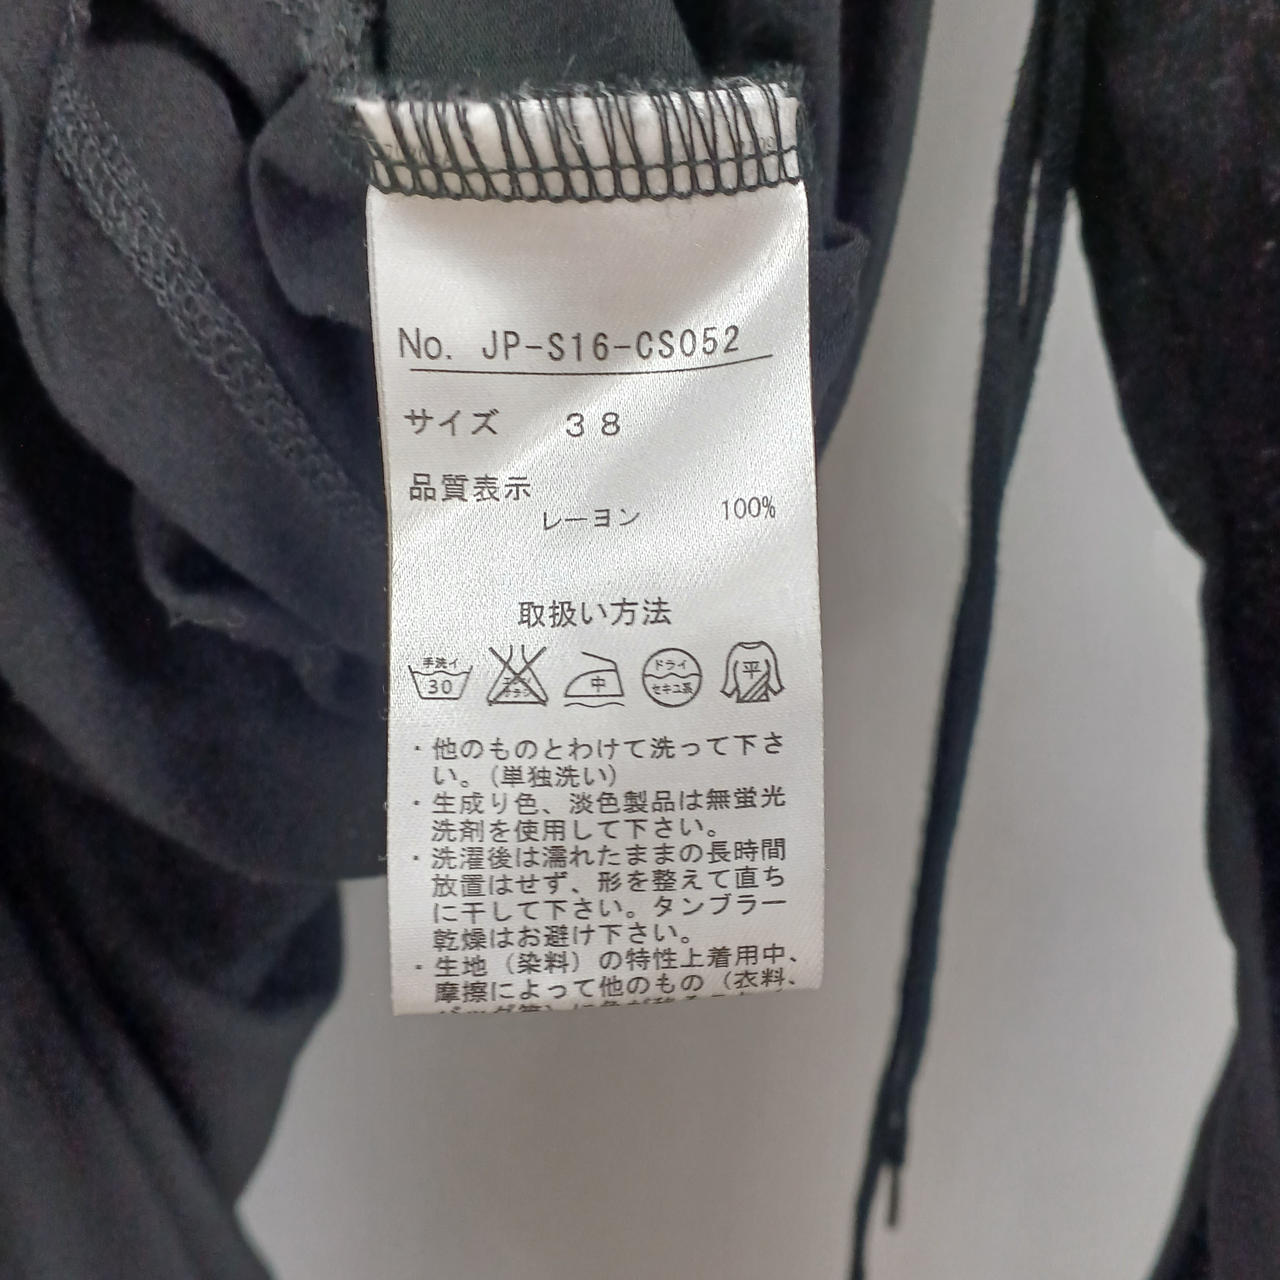 No. JP-S16-CS052
サイズ 38
品質表示
レーヨン 100%
取扱い方法
手洗イ
30
エンソ
サラシ
中
ドライ
セキユ系
平
・他のものとわけて洗って下さ
い。(単独洗い)
・生成り色、淡色製品は無蛍光
洗剤を使用して下さい。
・洗濯後は濡れたままの長時間
放置はせず、形を整えて直ち
に干して下さい。タンブラー
乾燥はお避け下さい。
・生地(染料)の特性上着用中、
摩擦によって他のもの(衣料、